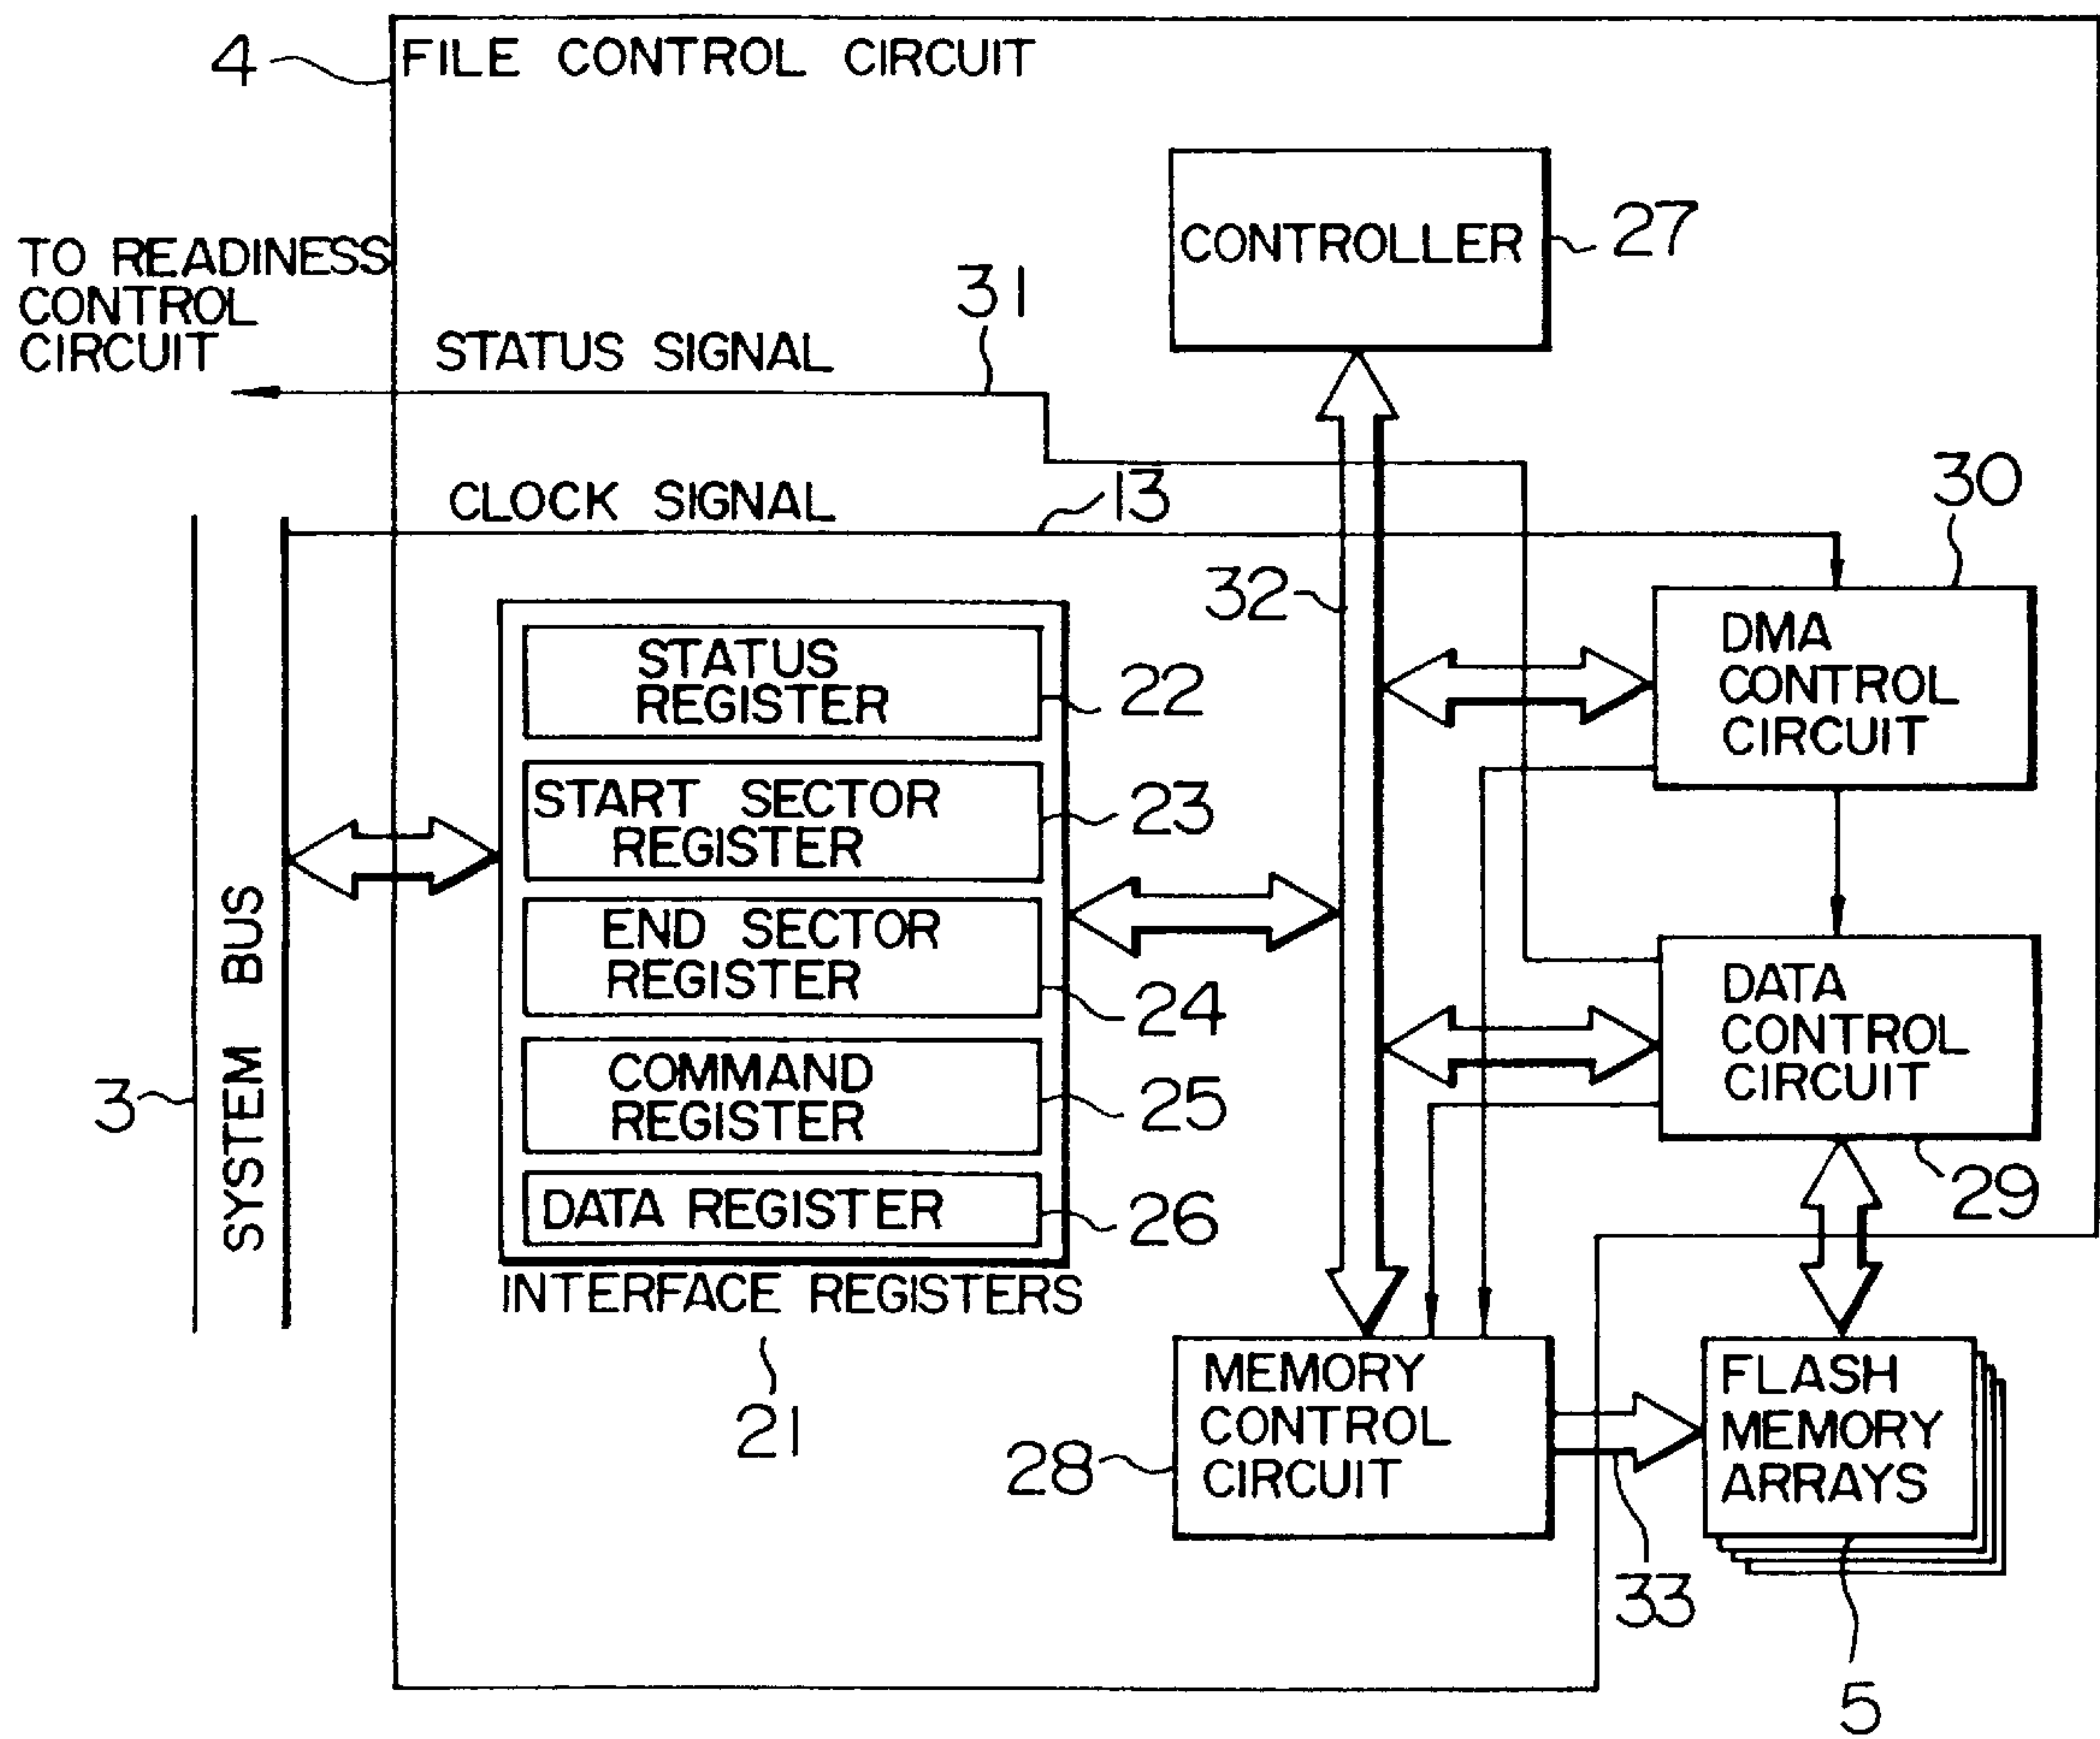 4
FILE CONTROL CIRCUIT
CONTROLLER
27
TO READINESS
CONTROL
CIRCUIT
STATUS SIGNAL
31
CLOCK SIGNAL
13
30
32
DMA
CONTROL
CIRCUIT
STATUS
REGISTER
22
START SECTOR
REGISTER
23
END SECTOR
REGISTER
24
COMMAND
REGISTER
25
DATA REGISTER
26
INTERFACE REGISTERS
21
3
SYSTEM BUS
DATA
CONTROL
CIRCUIT
29
MEMORY
CONTROL
CIRCUIT
28
33
FLASH
MEMORY
ARRAYS
5